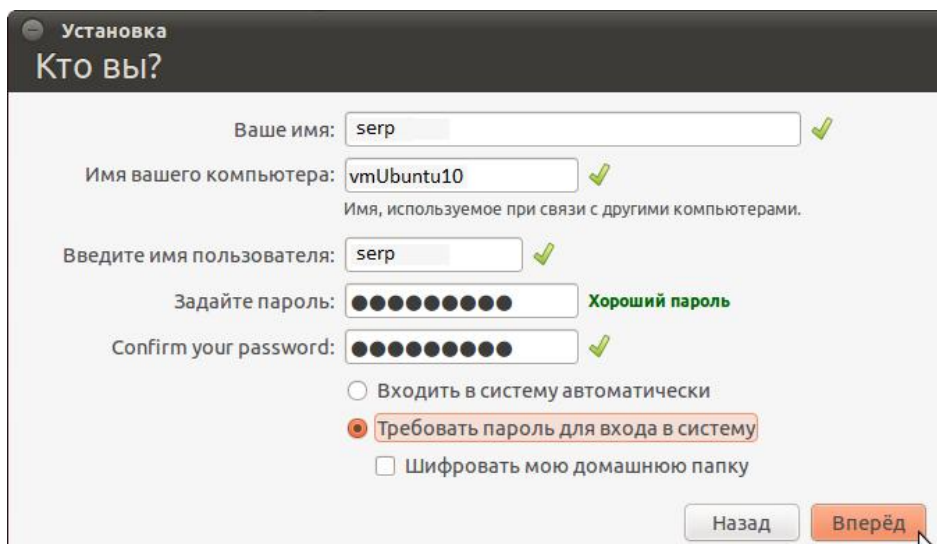 Установка
Кто вы?
Ваше имя: serp
Имя вашего компьютера: vmUbuntu10
Имя, используемое при связи с другими компьютерами.
Введите имя пользователя: serp
Задайте пароль: ●●●●●●●●● Хороший пароль
Confirm your password: ●●●●●●●●●
Входить в систему автоматически
Требовать пароль для входа в систему
Шифровать мою домашнюю папку
Назад Вперёд